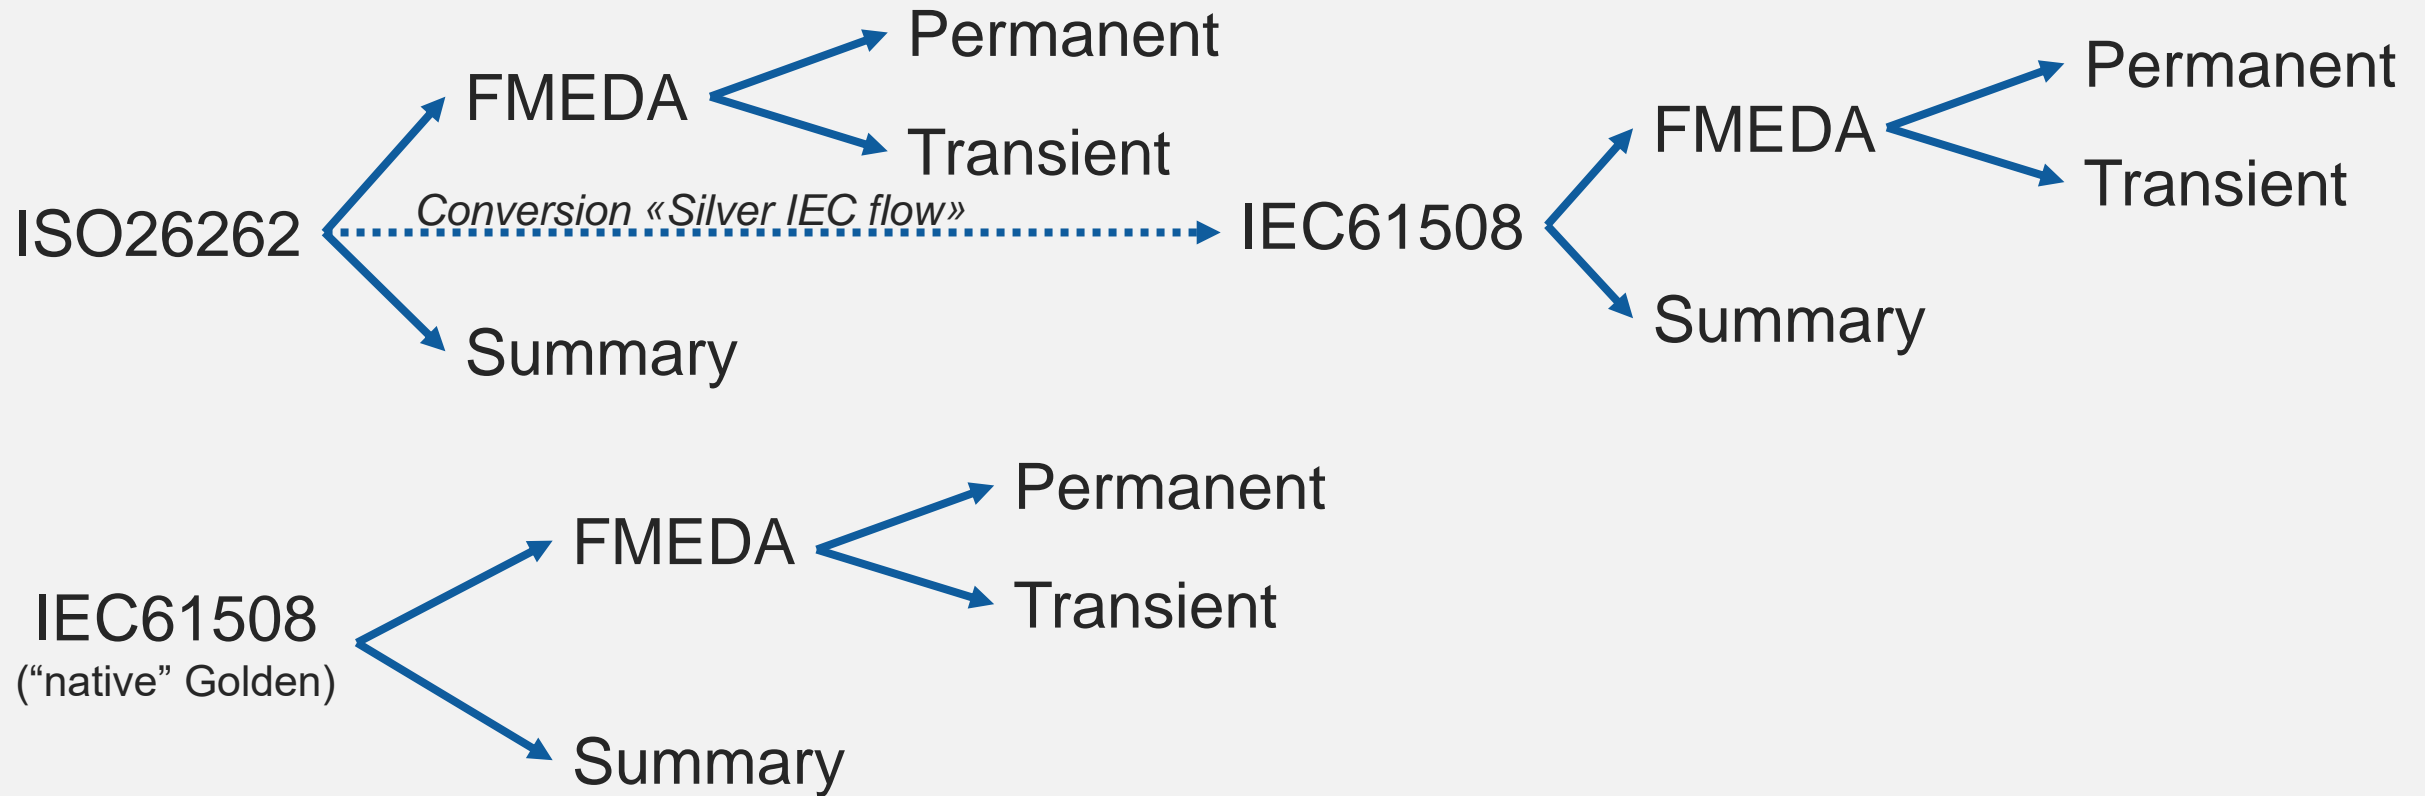 Permanent
FMEDA
Transient
Conversion «Silver IEC flow»
ISO26262
Summary
Permanent
FMEDA
Transient
IEC61508
Summary
Permanent
FMEDA
Transient
IEC61508
(“native” Golden)
Summary